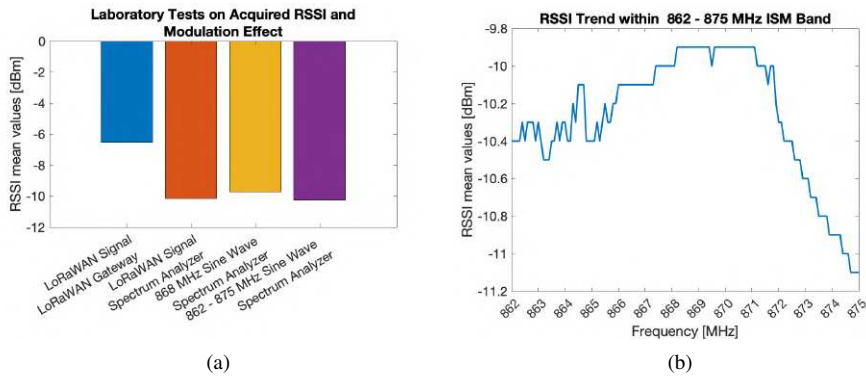 Laboratory Tests on Acquired RSSI and
Modulation Effect
RSSI mean values [dBm]
0
-2
-4
-6
-8
-10
-12
LoRaWAN Signal
LoRaWAN Gateway
LoRaWAN Signal
Spectrum Analyzer
868 MHz Sine Wave
Spectrum Analyzer
862 - 875 MHz Sine Wave
Spectrum Analyzer
(a)
RSSI Trend within 862 - 875 MHz ISM Band
RSSI mean values [dBm]
-9.8
-10
-10.2
-10.4
-10.6
-10.8
-11
-11.2
862 863 864 865 866 867 868 869 870 871 872 873 874 875
Frequency [MHz]
(b)